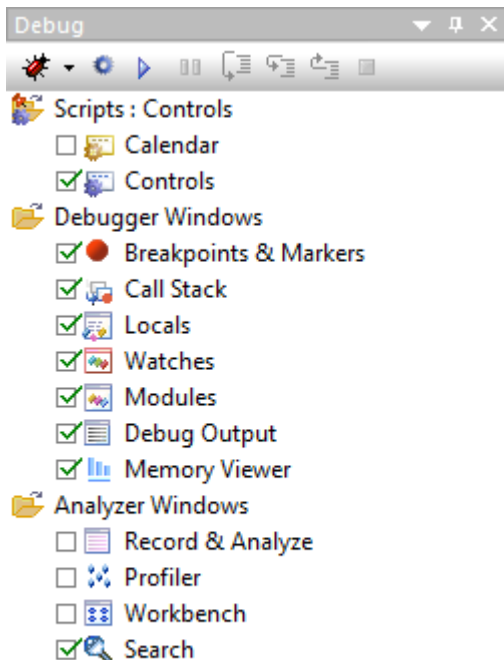 Debug
Scripts : Controls
Calendar
Controls
Debugger Windows
Breakpoints & Markers
Call Stack
Locals
Watches
Modules
Debug Output
Memory Viewer
Analyzer Windows
Record & Analyze
Profiler
Workbench
Search